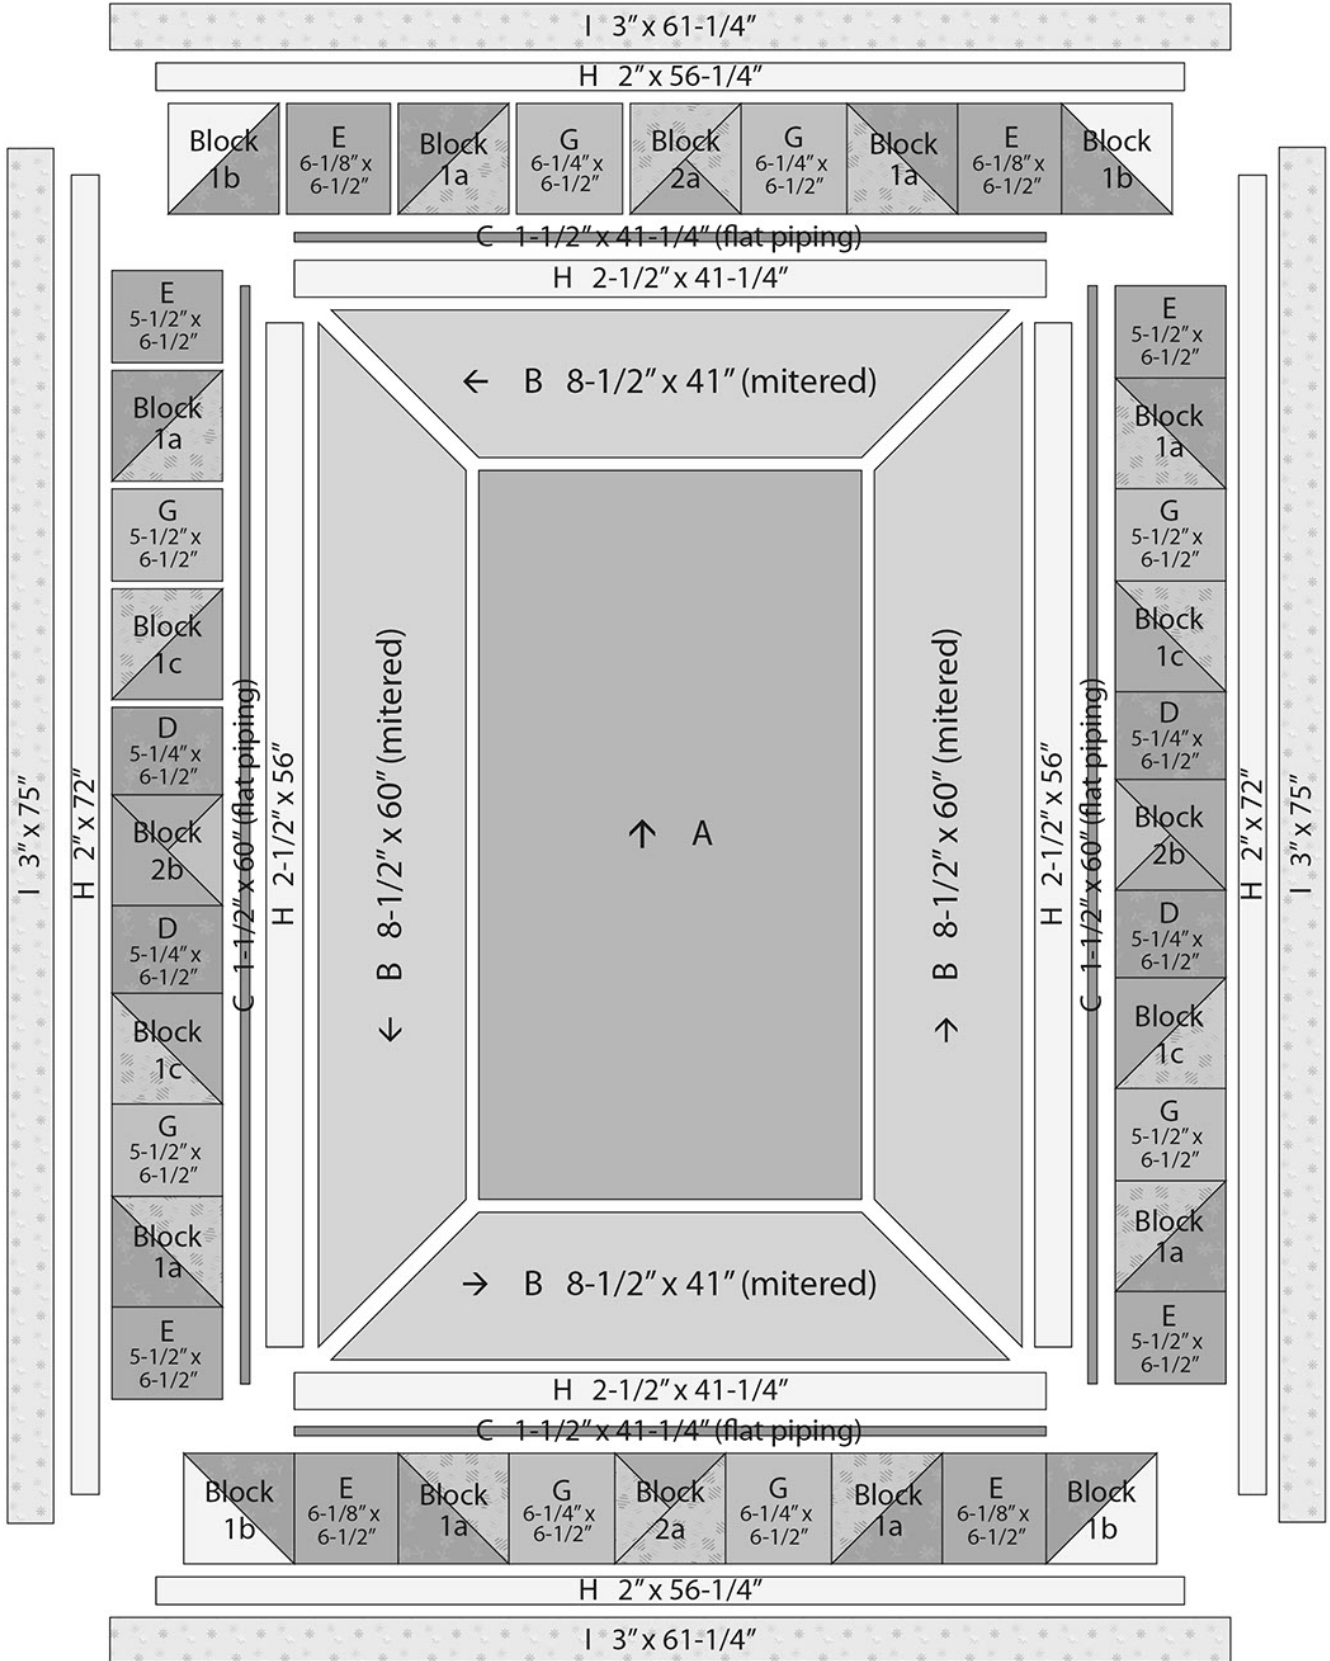 I 3” x 61-1/4”
H 2” x 56-1/4”
Block
1b
E
6-1/8” x
6-1/2”
Block
1a
G
6-1/4” x
6-1/2”
Block
2a
G
6-1/4” x
6-1/2”
Block
1a
E
6-1/8” x
6-1/2”
Block
1b
C 1-1/2” x 41-1/4” (flat piping)
H 2-1/2” x 41-1/4”
I 3” x 75”
H 2” x 72”
E
5-1/2” x
6-1/2”
Block
1a
G
5-1/2” x
6-1/2”
Block
1c
D
5-1/4” x
6-1/2”
Block
2b
D
5-1/4” x
6-1/2”
Block
1c
G
5-1/2” x
6-1/2”
Block
1a
E
5-1/2” x
6-1/2”
C 1-1/2” x 60” (flat piping)
H 2-1/2” x 56”
← B 8-1/2” x 41” (mitered)
← B 8-1/2” x 60” (mitered)
↑ A
→ B 8-1/2” x 60” (mitered)
→ B 8-1/2” x 41” (mitered)
H 2-1/2” x 56”
C 1-1/2” x 60” (flat piping)
E
5-1/2” x
6-1/2”
Block
1a
G
5-1/2” x
6-1/2”
Block
1c
D
5-1/4” x
6-1/2”
Block
2b
D
5-1/4” x
6-1/2”
Block
1c
G
5-1/2” x
6-1/2”
Block
1a
E
5-1/2” x
6-1/2”
H 2” x 72”
I 3” x 75”
H 2-1/2” x 41-1/4”
C 1-1/2” x 41-1/4” (flat piping)
Block
1b
E
6-1/8” x
6-1/2”
Block
1a
G
6-1/4” x
6-1/2”
Block
2a
G
6-1/4” x
6-1/2”
Block
1a
E
6-1/8” x
6-1/2”
Block
1b
H 2” x 56-1/4”
I 3” x 61-1/4”